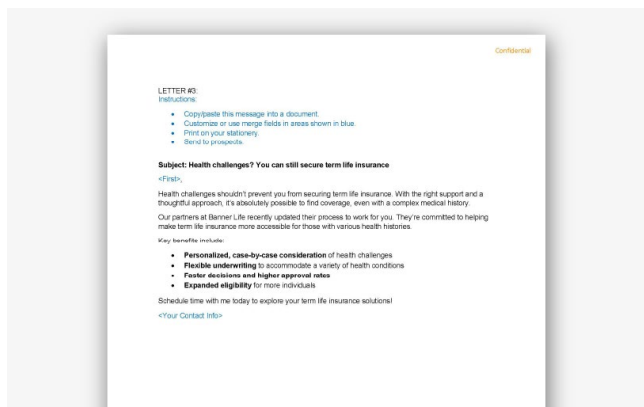 Confidential
LETTER #3:
Instructions:
• Copy/paste this message into a document.
• Customize or use merge fields in areas shown in blue.
• Print on your stationery.
• Send to prospects.
Subject: Health challenges? You can still secure term life insurance
<First>,
Health challenges shouldn't prevent you from securing term life insurance. With the right support and a
thoughtful approach, it's absolutely possible to find coverage, even with a complex medical history.
Our partners at Banner Life recently updated their process to work for you. They're committed to helping
make term life insurance more accessible for those with various health histories.
Key benefits include:
• Personalized, case-by-case consideration of health challenges
• Flexible underwriting to accommodate a variety of health conditions
• Faster decisions and higher approval rates
• Expanded eligibility for more individuals
Schedule time with me today to explore your term life insurance solutions!
<Your Contact Info>